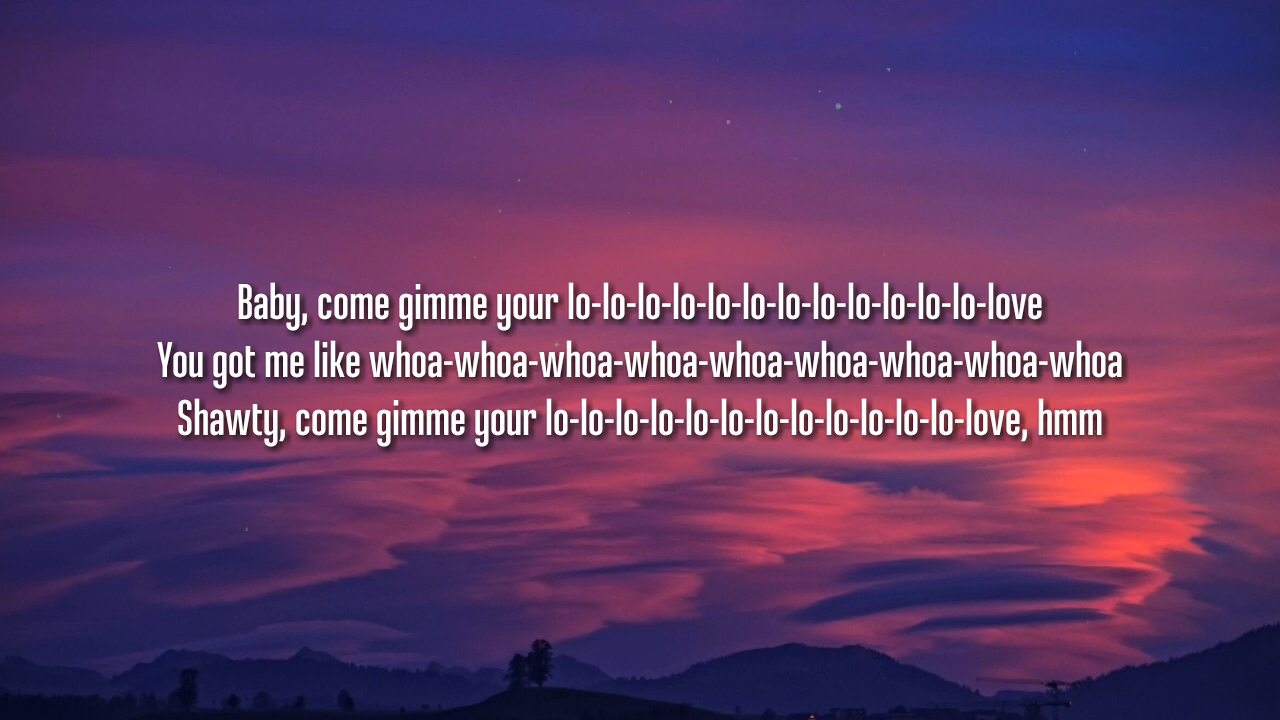 Baby, come gimme your lo-lo-lo-lo-lo-lo-lo-lo-lo-lo-lo-lo-love
You got me like whoa-whoa-whoa-whoa-whoa-whoa-whoa-whoa-whoa
Shawty, come gimme your lo-lo-lo-lo-lo-lo-lo-lo-lo-lo-lo-lo-love, hmm